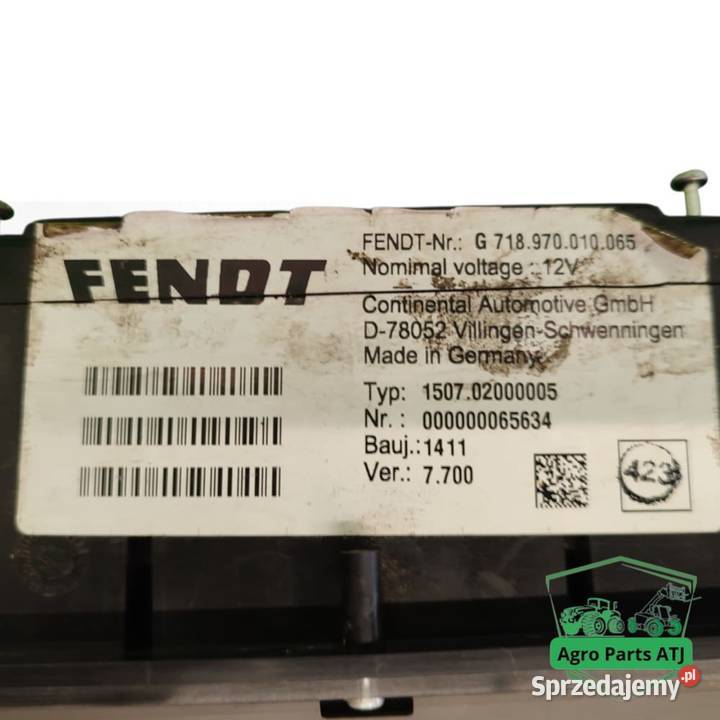 FENDT
FENDT-Nr.: G 718.970.010.065
Nomimal voltage : 12V
Continental Automotive GmbH
D-78052 Villingen-Schwenningen
Made in Germany
Typ: 1507.02000005
Nr. : 000000065634
Bauj.:1411
Ver.: 7.700
423
Agro Parts ATJ
Sprzedajemy.pl